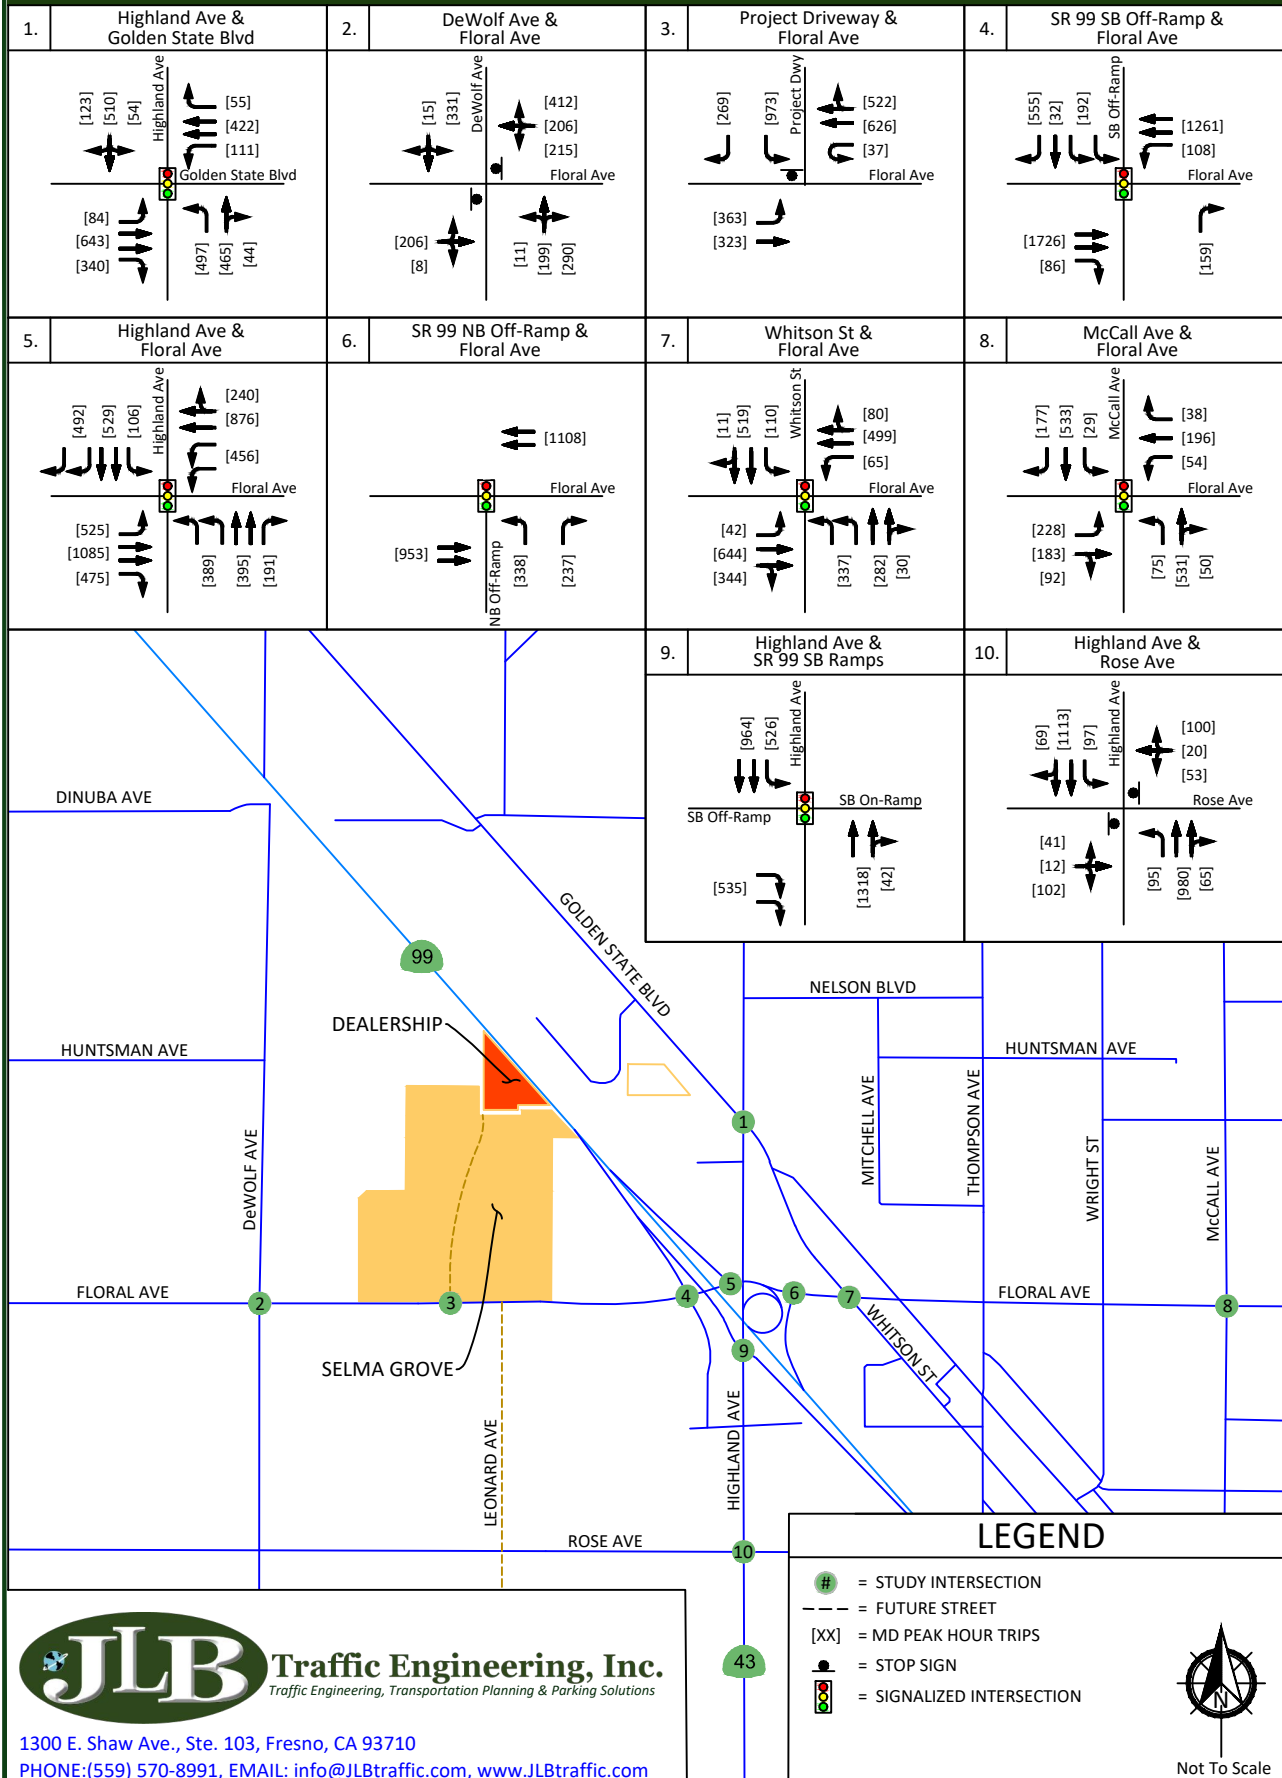 1.
Highland Ave &
Golden State Blvd
[123]
[510]
[54]
Highland Ave
[55]
[422]
[111]
Golden State Blvd
[84]
[643]
[340]
[497]
[465]
[44]
2.
DeWolf Ave &
Floral Ave
[15]
[331]
DeWolf Ave
[412]
[206]
[215]
Floral Ave
[206]
[8]
[11]
[199]
[290]
3.
Project Driveway &
Floral Ave
[269]
[973]
Project Dwy
[522]
[626]
[37]
Floral Ave
[363]
[323]
4.
SR 99 SB Off-Ramp &
Floral Ave
[555]
[32]
[192]
SB Off-Ramp
[1261]
[108]
Floral Ave
[1726]
[86]
[159]
5.
Highland Ave &
Floral Ave
[492]
[529]
[106]
Highland Ave
[240]
[876]
[456]
Floral Ave
[525]
[1085]
[475]
[389]
[395]
[191]
6.
SR 99 NB Off-Ramp &
Floral Ave
[1108]
Floral Ave
[953]
NB Off-Ramp
[338]
[237]
7.
Whitson St &
Floral Ave
[11]
[519]
[110]
Whitson St
[80]
[499]
[65]
Floral Ave
[42]
[644]
[344]
[337]
[282]
[30]
8.
McCall Ave &
Floral Ave
[177]
[533]
[29]
McCall Ave
[38]
[196]
[54]
Floral Ave
[228]
[183]
[92]
[75]
[531]
[50]
9.
Highland Ave &
SR 99 SB Ramps
[964]
[526]
Highland Ave
SB On-Ramp
SB Off-Ramp
[535]
[1318]
[42]
10.
Highland Ave &
Rose Ave
[69]
[1113]
[97]
Highland Ave
[100]
[20]
[53]
Rose Ave
[41]
[12]
[102]
[95]
[980]
[65]
DINUBA AVE
GOLDEN STATE BLVD
99
NELSON BLVD
DEALERSHIP
HUNTSMAN AVE
HUNTSMAN AVE
MITCHELL AVE
THOMPSON AVE
WRIGHT ST
McCALL AVE
DeWOLF AVE
1
FLORAL AVE
2
3
4
5
6
7
FLORAL AVE
8
9
WHITSON ST
SELMA GROVE
HIGHLAND AVE
LEONARD AVE
ROSE AVE
10
43
LEGEND
# = STUDY INTERSECTION
= FUTURE STREET
[XX] = MD PEAK HOUR TRIPS
= STOP SIGN
= SIGNALIZED INTERSECTION
N
Not To Scale
JLB Traffic Engineering, Inc.
Traffic Engineering, Transportation Planning & Parking Solutions
1300 E. Shaw Ave., Ste. 103, Fresno, CA 93710
PHONE:(559) 570-8991, EMAIL: info@JLBtraffic.com, www.JLBtraffic.com